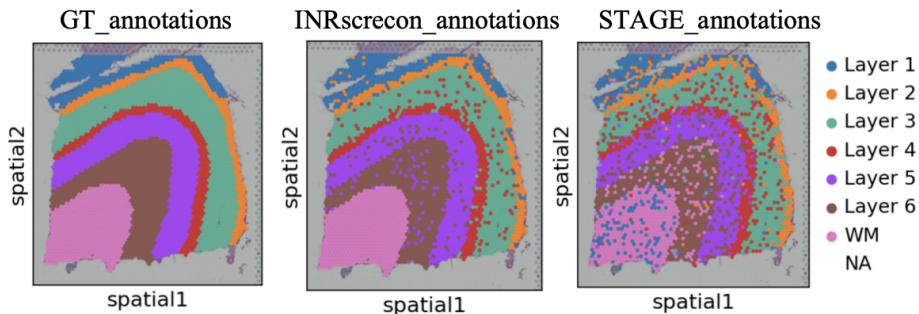 GT_annotations
INRscrecon_annotations
STAGE_annotations
spatial2
spatial1
spatial2
spatial1
spatial2
spatial1
Layer 1
Layer 2
Layer 3
Layer 4
Layer 5
Layer 6
WM
NA